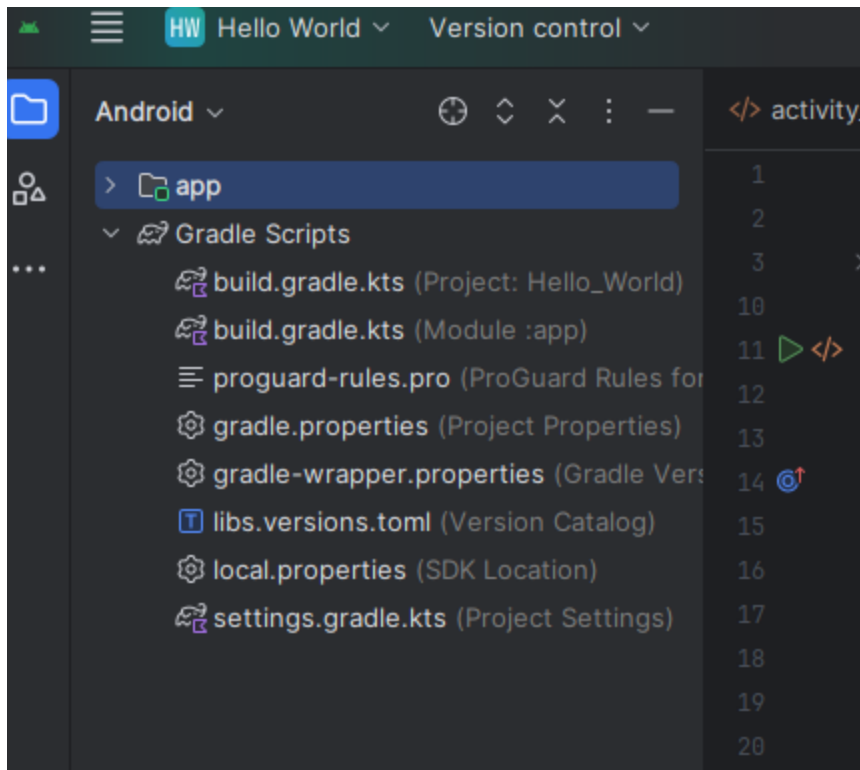 HW Hello World Version control
Android
</> activity_
app
Gradle Scripts
build.gradle.kts (Project: Hello_World)
build.gradle.kts (Module :app)
proguard-rules.pro (ProGuard Rules for
gradle.properties (Project Properties)
gradle-wrapper.properties (Gradle Vers
libs.versions.toml (Version Catalog)
local.properties (SDK Location)
settings.gradle.kts (Project Settings)
1
2
3
10
11 </>
12
13
14
15
16
17
18
19
20